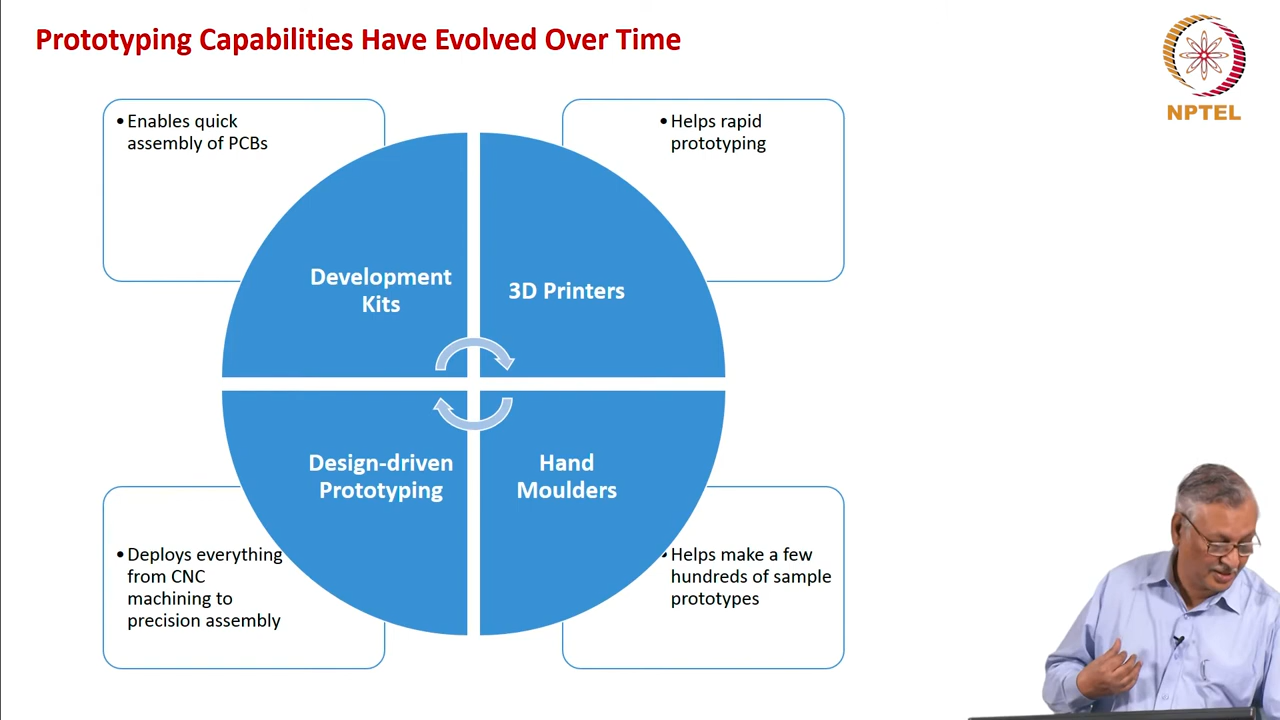 Prototyping Capabilities Have Evolved Over Time
NPTEL
• Enables quick
assembly of PCBs
• Helps rapid
prototyping
Development
Kits
3D Printers
Design-driven
Prototyping
Hand
Moulders
• Deploys everything
from CNC
machining to
precision assembly
• Helps make a few
hundreds of sample
prototypes